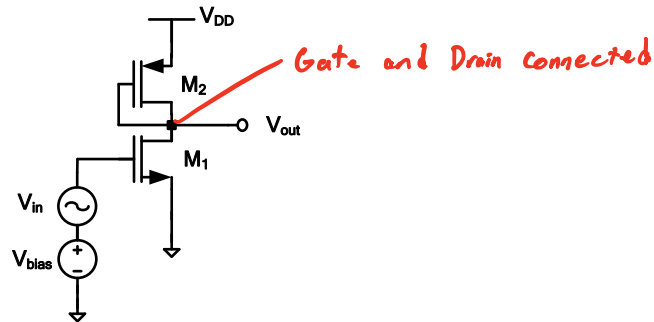 VDD
Gate and Drain connected
M2
Vout
M1
Vin
+
Vbias
−